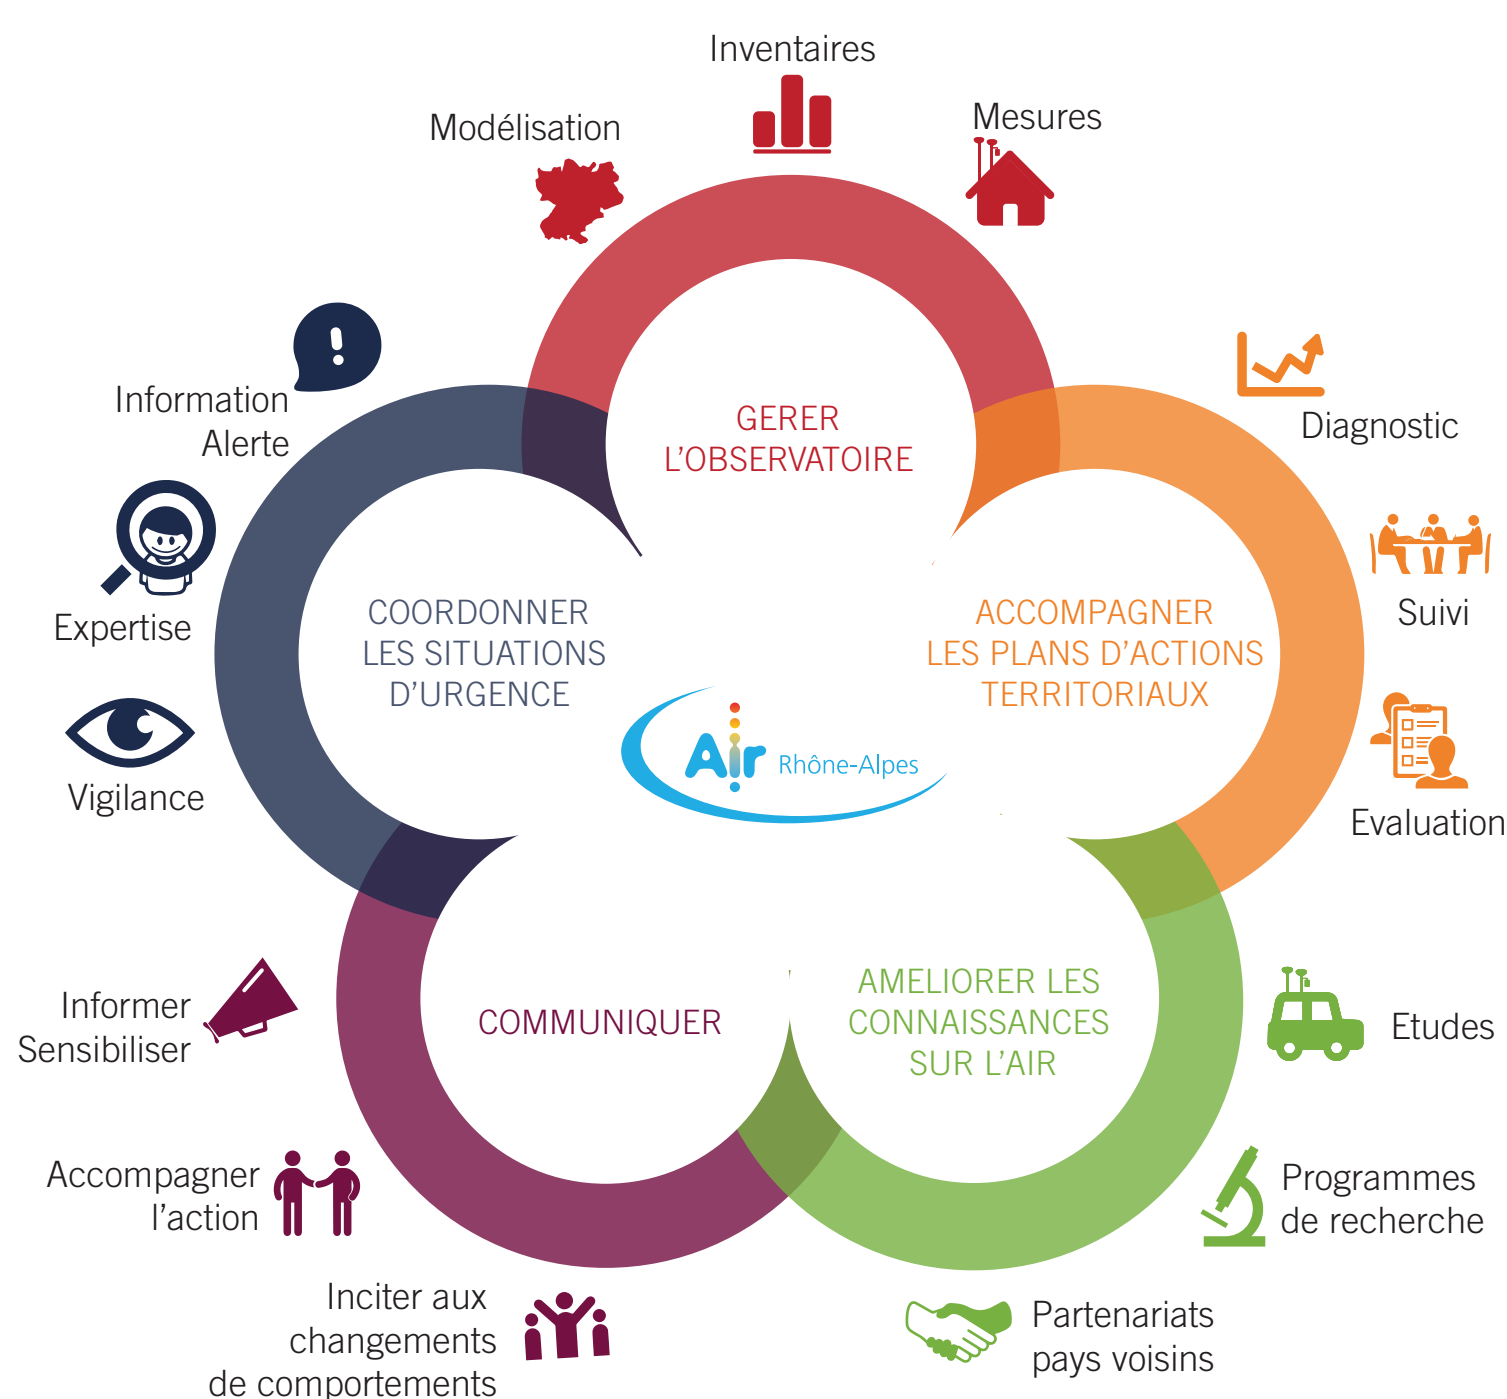 Inventaires
Modélisation
Mesures
GERER
L’OBSERVATOIRE
Information
Alerte
Expertise
Vigilance
COORDONNER
LES SITUATIONS
D’URGENCE
Diagnostic
Suivi
Evaluation
ACCOMPAGNER
LES PLANS D’ACTIONS
TERRITORIAUX
Air Rhône-Alpes
Informer
Sensibiliser
Accompagner
l’action
Inciter aux
changements
de comportements
COMMUNIQUER
AMELIORER LES
CONNAISSANCES
SUR L’AIR
Etudes
Programmes
de recherche
Partenariats
pays voisins